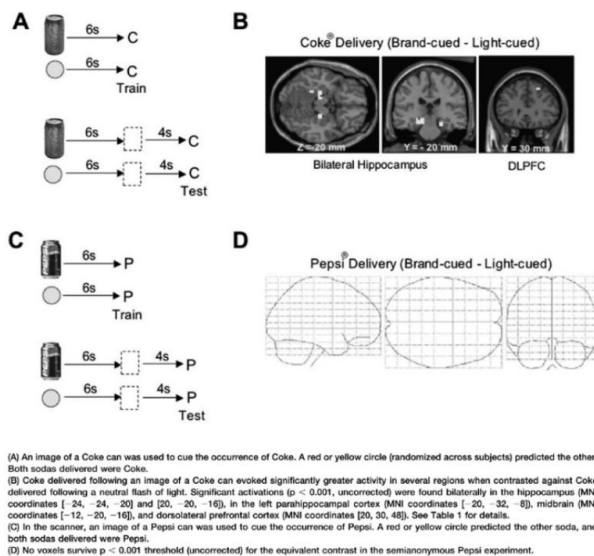 A
6s
C
6s
C
Train
6s
4s
C
6s
4s
C
Test
B
Coke® Delivery (Brand-cued - Light-cued)
Z = -20 mm
Y = - 20 mm
Y = 30 mm
Bilateral Hippocampus
DLPFC
C
6s
P
6s
P
Train
6s
4s
P
6s
4s
P
Test
D
Pepsi® Delivery (Brand-cued - Light-cued)
(A) An image of a Coke can was used to cue the occurrence of Coke. A red or yellow circle (randomized across subjects) predicted the other
Both sodas delivered were Coke.
(B) Coke delivered following an image of a Coke can evoked significantly greater activity in several regions when contrasted against Coke
delivered following a neutral flash of light. Significant activations (p < 0.001, uncorrected) were found bilaterally in the hippocampus (MNI
coordinates [−24, −24, −20] and [20, −20, −16]), in the left parahippocampal cortex (MNI coordinates [−20, −32, −8]), midbrain (MN
coordinates [−12, −20, −16]), and dorsolateral prefrontal cortex (MNI coordinates [20, 30, 48]). See Table 1 for details.
(C) In the scanner, an image of a Pepsi can was used to cue the occurrence of Pepsi. A red or yellow circle predicted the other soda, and
both sodas delivered were Pepsi.
(D) No voxels survive p < 0.001 threshold (uncorrected) for the equivalent contrast in the semianonymous Pepsi experiment.